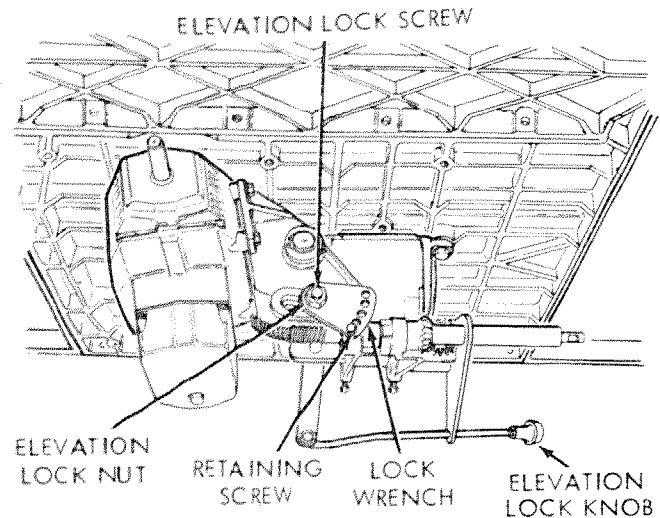 ELEVATION LOCK SCREW
ELEVATION
LOCK NUT
RETAINING
SCREW
LOCK
WRENCH
ELEVATION
LOCK KNOB